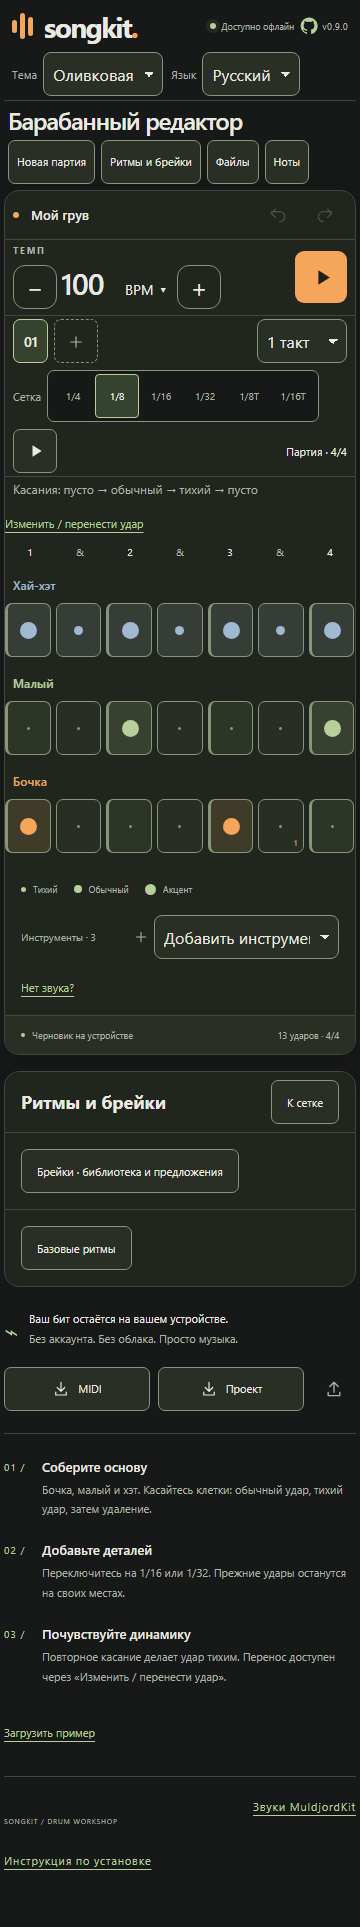 songkit.
Доступно офлайн v0.9.0
Тема Оливковая Язык Русский
Барабанный редактор
Новая партия Ритмы и брейки Файлы Ноты
Мой грув
ТЕМП
− 100 BPM ▾ +
01 + 1 такт
Сетка 1/4 1/8 1/16 1/32 1/8T 1/16T
Партия · 4/4
Касания: пусто → обычный → тихий → пусто
Изменить / перенести удар
1 & 2 & 3 & 4
Хай-хэт
Малый
Бочка
1
Тихий Обычный Акцент
Инструменты · 3 + Добавить инструме
Нет звука?
Черновик на устройстве 13 ударов · 4/4
Ритмы и брейки К сетке
Брейки · библиотека и предложения
Базовые ритмы
Ваш бит остаётся на вашем устройстве.
Без аккаунта. Без облака. Просто музыка.
MIDI Проект
01 / Соберите основу
Бочка, малый и хэт. Касайтесь клетки: обычный удар, тихий
удар, затем удаление.
02 / Добавьте деталей
Переключитесь на 1/16 или 1/32. Прежние удары останутся
на своих местах.
03 / Почувствуйте динамику
Повторное касание делает удар тихим. Перенос доступен
через «Изменить / перенести удар».
Загрузить пример
Звуки MuldjordKit
SONGKIT / DRUM WORKSHOP
Инструкция по установке